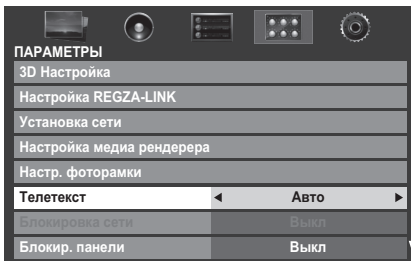 ПАРАМЕТРЫ
3D Настройка
Настройка REGZA-LINK
Установка сети
Настройка медиа рендерера
Настр. фоторамки
Телетекст ◄ Авто ►
Блокировка сети Выкл
Блокир. панели Выкл